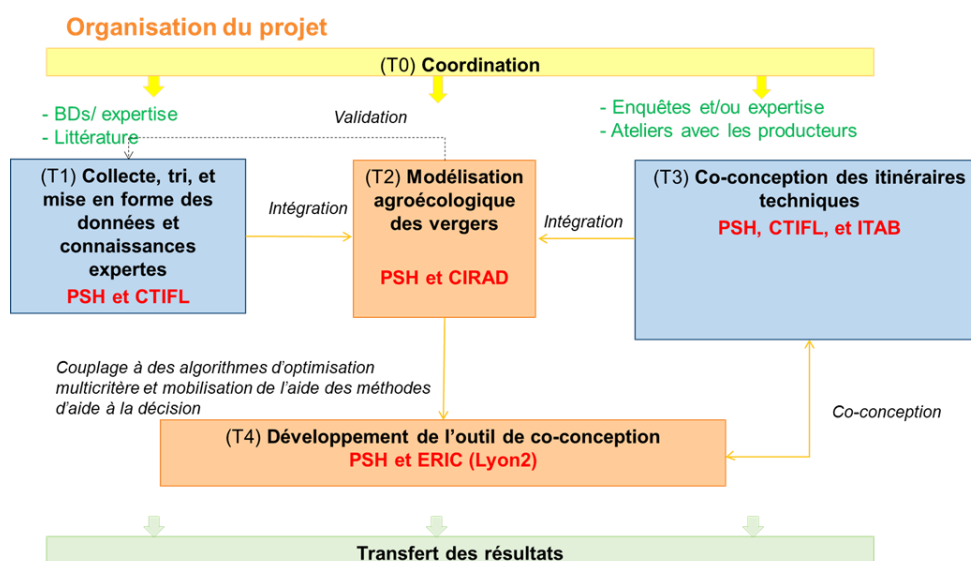 Organisation du projet
(T0) Coordination
- BDs/ expertise
- Littérature
Validation
- Enquêtes et/ou expertise
- Ateliers avec les producteurs
(T1) Collecte, tri, et
mise en forme des
données et
connaissances
expertes
PSH et CTIFL
Intégration
(T2) Modélisation
agroécologique
des vergers
PSH et CIRAD
Intégration
(T3) Co-conception des itinéraires
techniques
PSH, CTIFL, et ITAB
Couplage à des algorithmes d'optimisation
multicritère et mobilisation de l'aide des méthodes
d'aide à la décision
Co-conception
(T4) Développement de l'outil de co-conception
PSH et ERIC (Lyon2)
Transfert des résultats